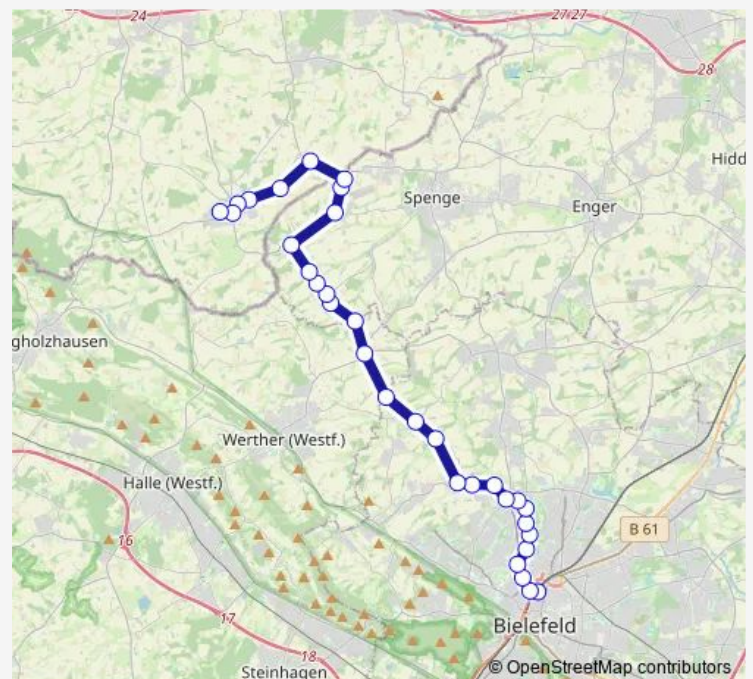 24
27 27
28
Hidd
Spenge
Enger
gholzhausen
Werther (Westf.)
Halle (Westf.)
16
B 61
17
Bielefeld
18
Steinhagen
© OpenStreetMap contributors